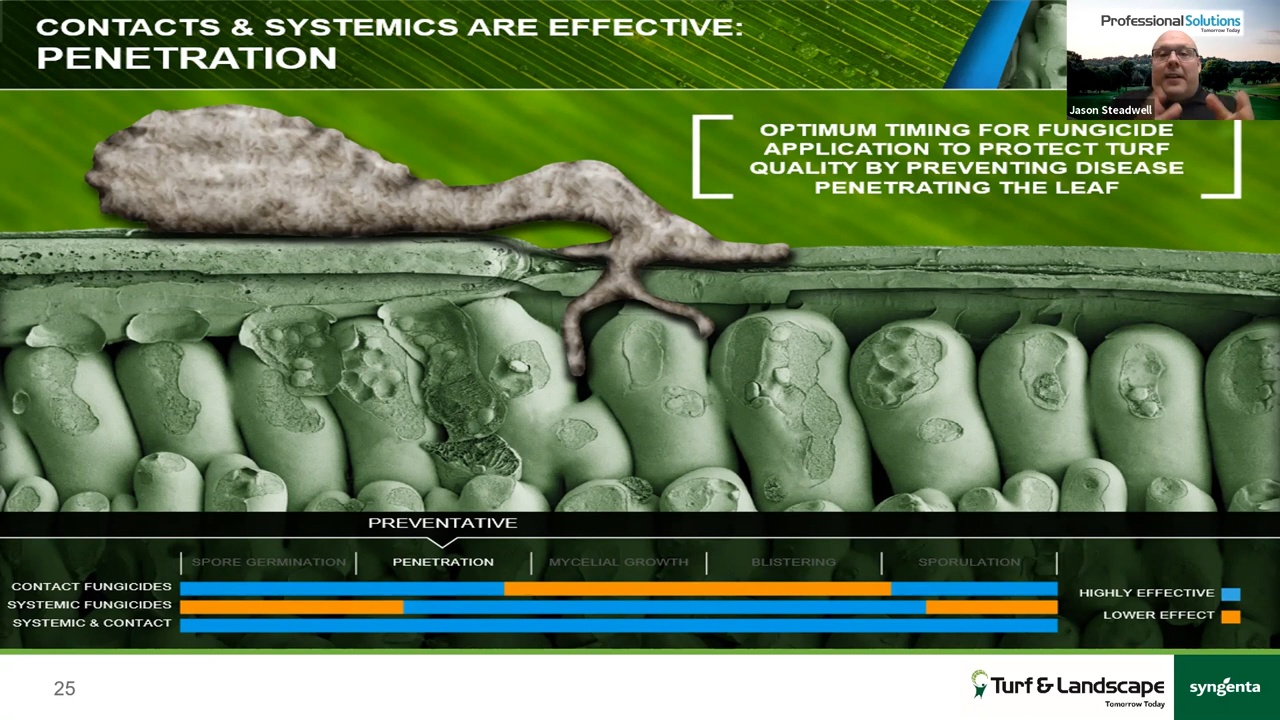 CONTACTS & SYSTEMICS ARE EFFECTIVE:
PENETRATION
ProfessionalSolutions
Tomorrow Today
Jason Steadwell
OPTIMUM TIMING FOR FUNGICIDE
APPLICATION TO PROTECT TURF
QUALITY BY PREVENTING DISEASE
PENETRATING THE LEAF
PREVENTATIVE
SPORE GERMINATION
PENETRATION
MYCELIAL GROWTH
BLISTERING
SPORULATION
CONTACT FUNGICIDES
SYSTEMIC FUNGICIDES
SYSTEMIC & CONTACT
HIGHLY EFFECTIVE
LOWER EFFECT
25
Turf & Landscape
Tomorrow Today
syngenta